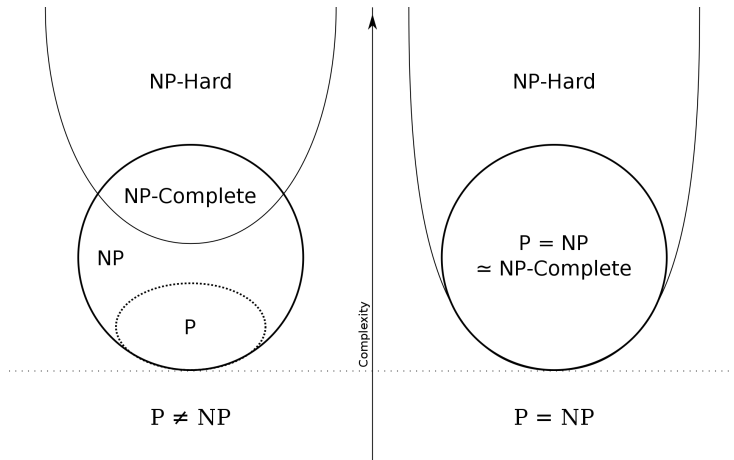 NP-Hard
NP-Complete
NP
P
P ≠ NP
Complexity
NP-Hard
P = NP
≃ NP-Complete
P = NP